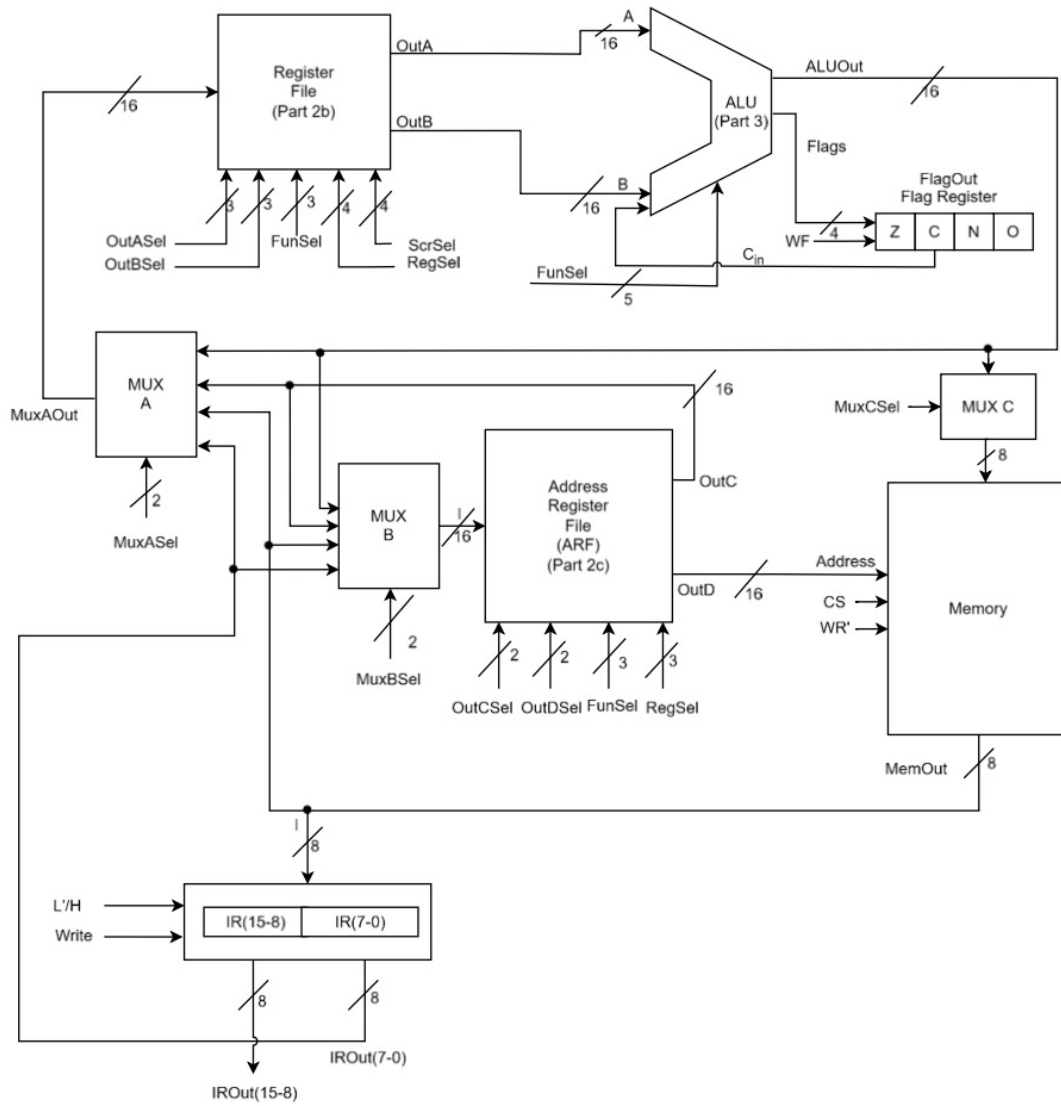 Register
File
(Part 2b)
OutA
OutB
16
16
A
16
B
ALU
(Part 3)
ALUOut
16
Flags
FlagOut
Flag Register
4
Z C N O
WF
C_in
FunSel
5
3
3
3
4
4
OutASel
OutBSel
FunSel
ScrSel
RegSel
MUX
A
MuxAOut
2
MuxASel
16
MuxCSel
MUX C
8
MUX
B
I
16
2
MuxBSel
Address
Register
File
(ARF)
(Part 2c)
OutC
OutD
16
2
2
3
3
OutCSel
OutDSel
FunSel
RegSel
Address
CS
WR'
Memory
MemOut
8
I
8
L'/H
Write
IR(15-8)
IR(7-0)
8
8
IROut(7-0)
IROut(15-8)